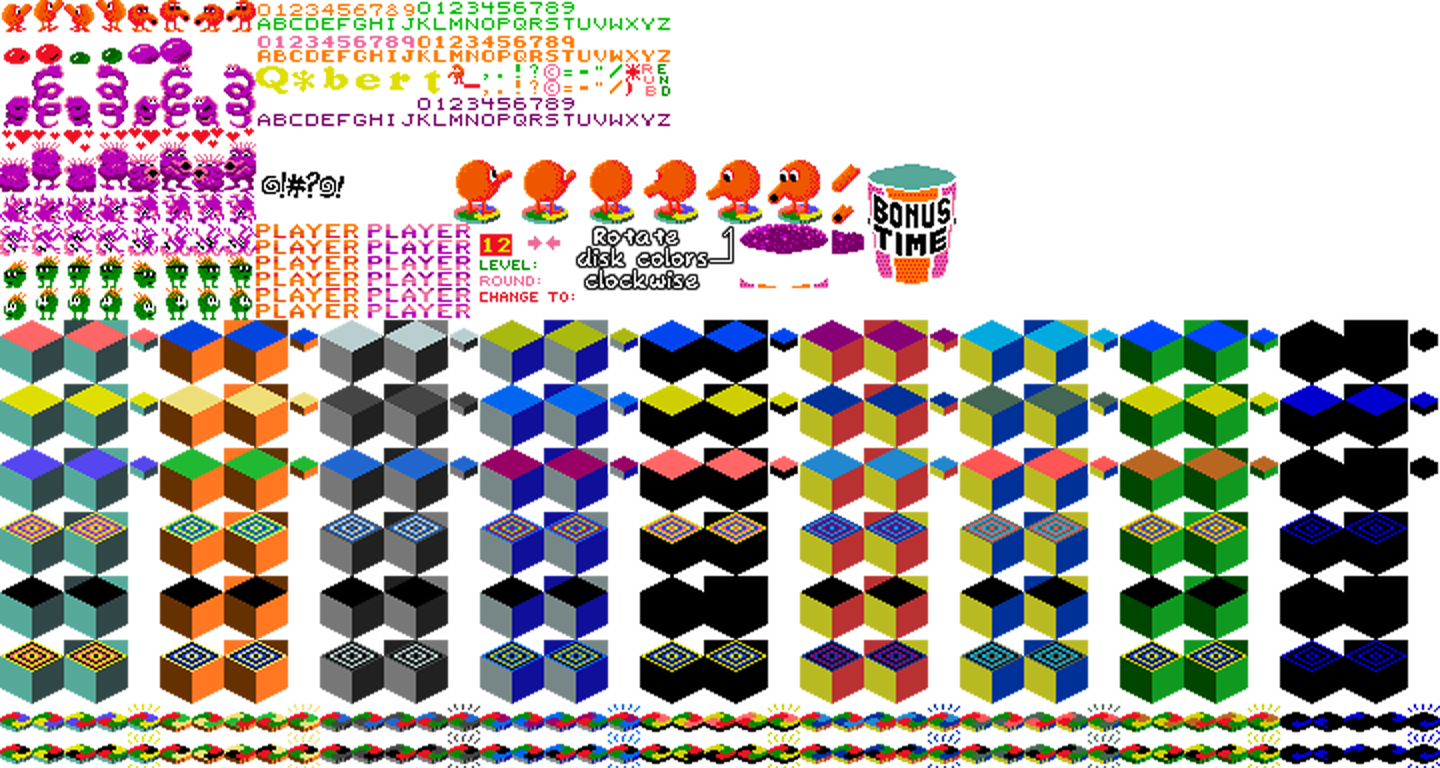 0123456789 0123456789
ABCDEFGHIJKLMNOPQRSTUVWXYZ
0123456789 0123456789
ABCDEFGHIJKLMNOPQRSTUVWXYZ
Q*bert , . ! ? © = - " / * R E
; . ! ? © = - " / ) U N
B D
0123456789
ABCDEFGHIJKLMNOPQRSTUVWXYZ
@!#?@!
BONUS
TIME
PLAYER PLAYER
PLAYER PLAYER
PLAYER PLAYER
PLAYER PLAYER
PLAYER PLAYER
PLAYER PLAYER
12
LEVEL:
ROUND:
CHANGE TO:
Rotate
disk colors
clockwise